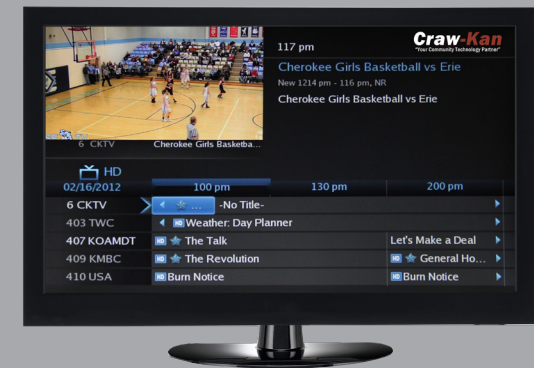 117 pm
Craw-Kan
"Your Community Technology Partner"
Cherokee Girls Basketball vs Erie
New 1214 pm - 116 pm, NR
Cherokee Girls Basketball vs Erie
6 CKTV Cherokee Girls Basketba...
HD
02/16/2012 100 pm 130 pm 200 pm
6 CKTV ... -No Title-
403 TWC HD Weather: Day Planner
407 KOAMDT HD The Talk Let's Make a Deal
409 KMBC HD The Revolution HD General Ho...
410 USA HD Burn Notice HD Burn Notice